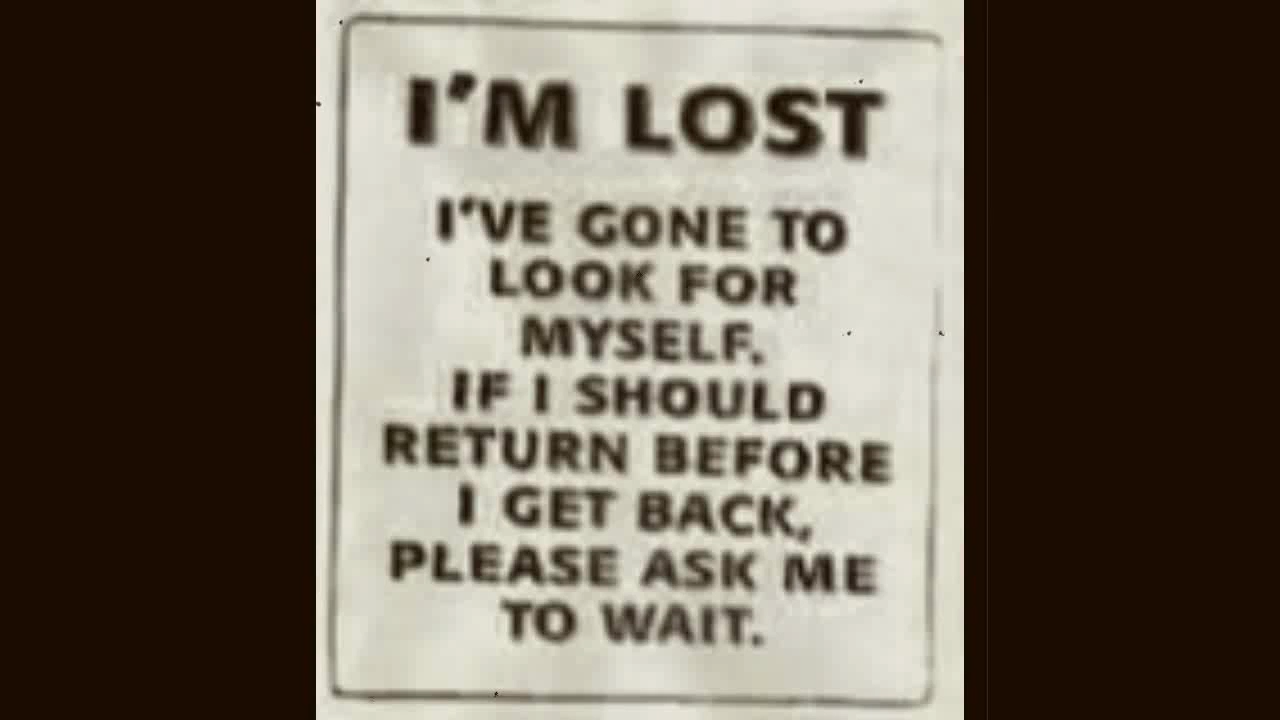 I'M LOST
I'VE GONE TO
LOOK FOR
MYSELF.
IF I SHOULD
RETURN BEFORE
I GET BACK,
PLEASE ASK ME
TO WAIT.